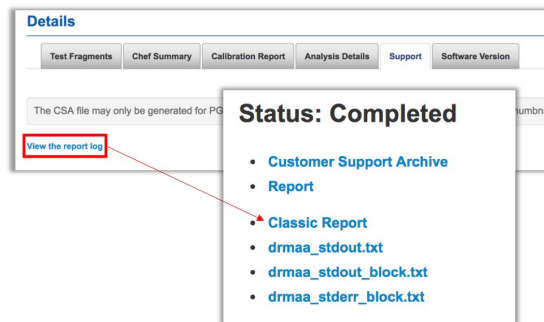 Details
Test Fragments Chef Summary Calibration Report Analysis Details Support Software Version
The CSA file may only be generated for PG
View the report log
Status: Completed
• Customer Support Archive
• Report
• Classic Report
• drmaa_stdout.txt
• drmaa_stdout_block.txt
• drmaa_stderr_block.txt